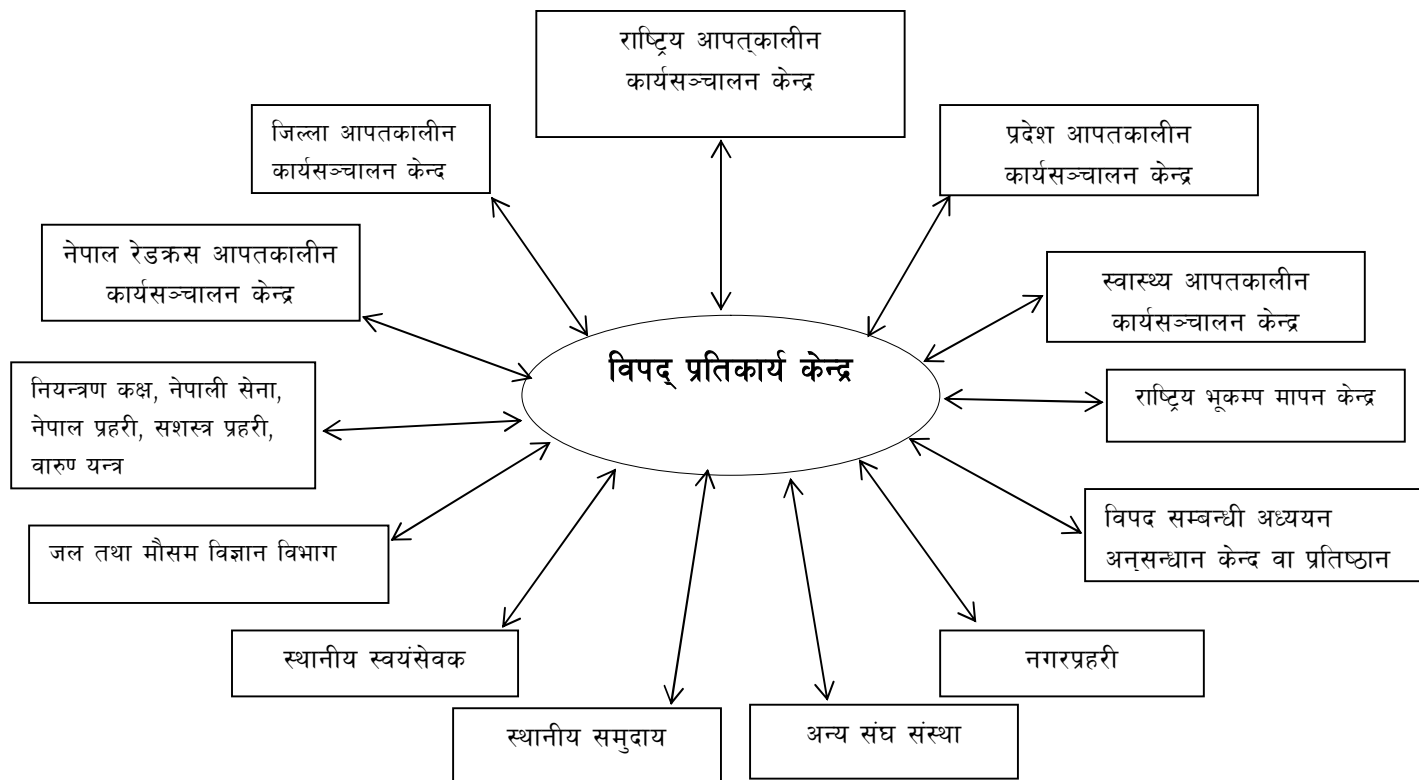 राष्ट्रिय आपत्कालीन
कार्यसञ्चालन केन्द्र
जिल्ला आपतकालीन
कार्यसञ्चालन केन्द
प्रदेश आपतकालीन
कार्यसञ्चालन केन्द्र
नेपाल रेडक्रस आपतकालीन
कार्यसञ्चालन केन्द्र
स्वास्थ्य आपतकालीन
कार्यसञ्चालन केन्द्र
विपद् प्रतिकार्य केन्द्र
नियन्त्रण कक्ष, नेपाली सेना,
नेपाल प्रहरी, सशस्त्र प्रहरी,
वारुण यन्त्र
राष्ट्रिय भूकम्प मापन केन्द्र
जल तथा मौसम विज्ञान विभाग
विपद सम्बन्धी अध्ययन
अनुसन्धान केन्द वा प्रतिष्ठान
स्थानीय स्वयंसेवक
नगरप्रहरी
स्थानीय समुदाय
अन्य संघ संस्था